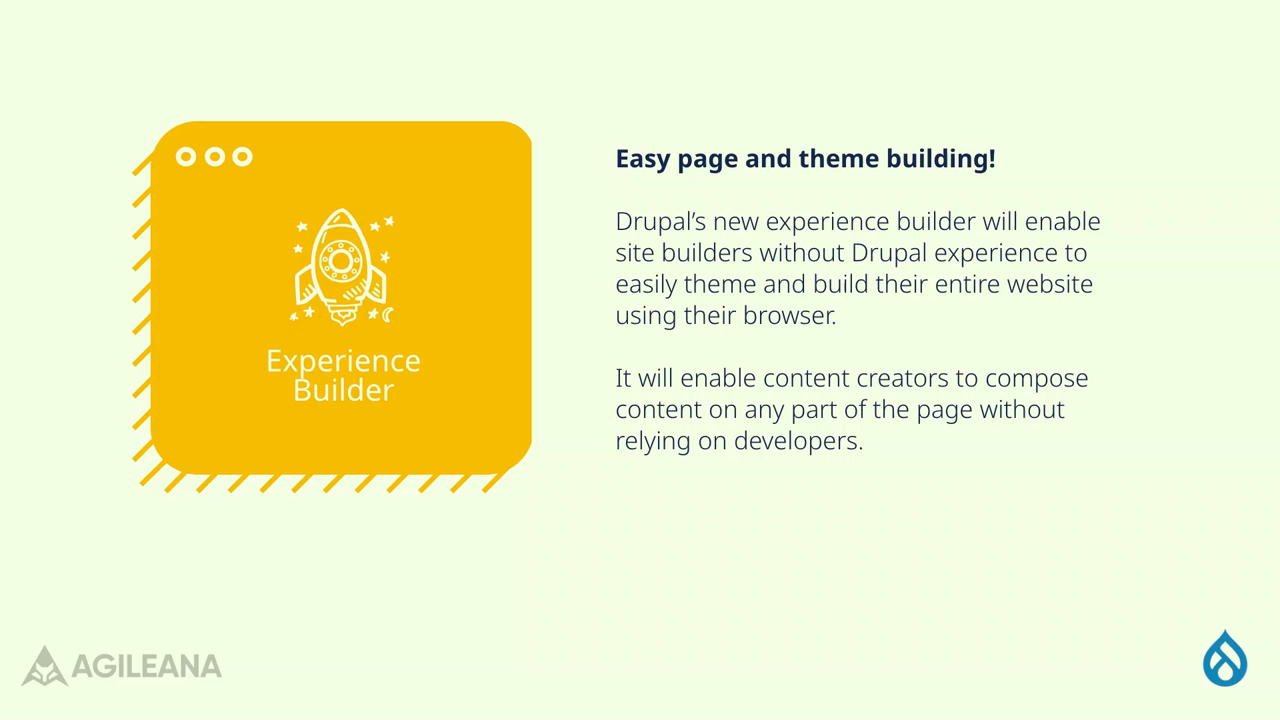 Experience
Builder
Easy page and theme building!
Drupal’s new experience builder will enable
site builders without Drupal experience to
easily theme and build their entire website
using their browser.
It will enable content creators to compose
content on any part of the page without
relying on developers.
AGILEANA